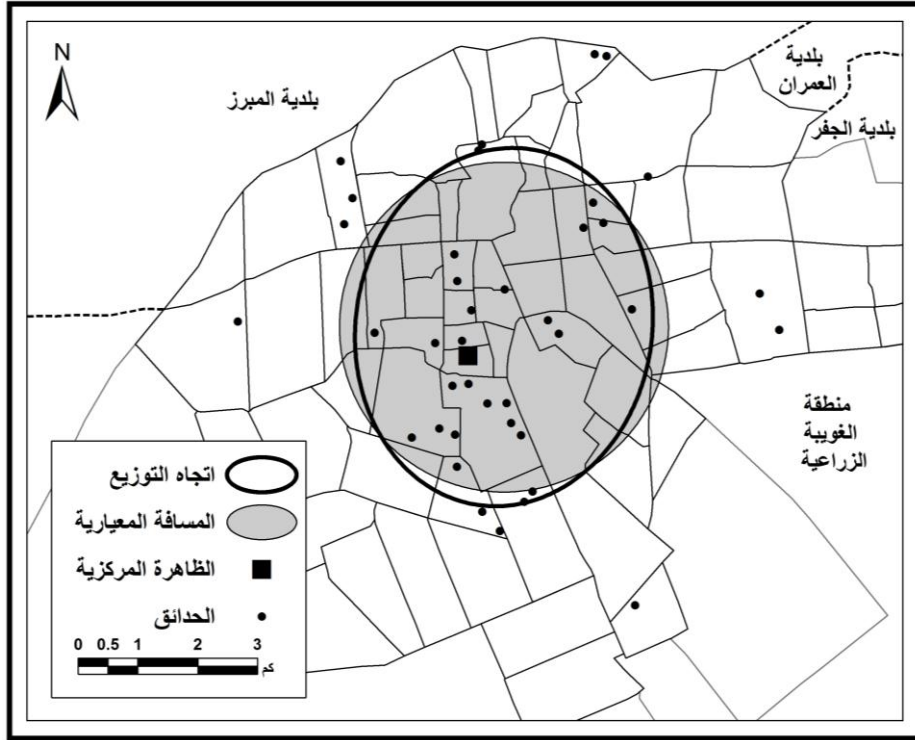 N
بلدية المبرز
بلدية
العمران
بلدية الجفر
منطقة
الغويبة
الزراعية
اتجاه التوزيع
المسافة المعيارية
الظاهرة المركزية
الحدائق
0 0.5 1 2 3
كم